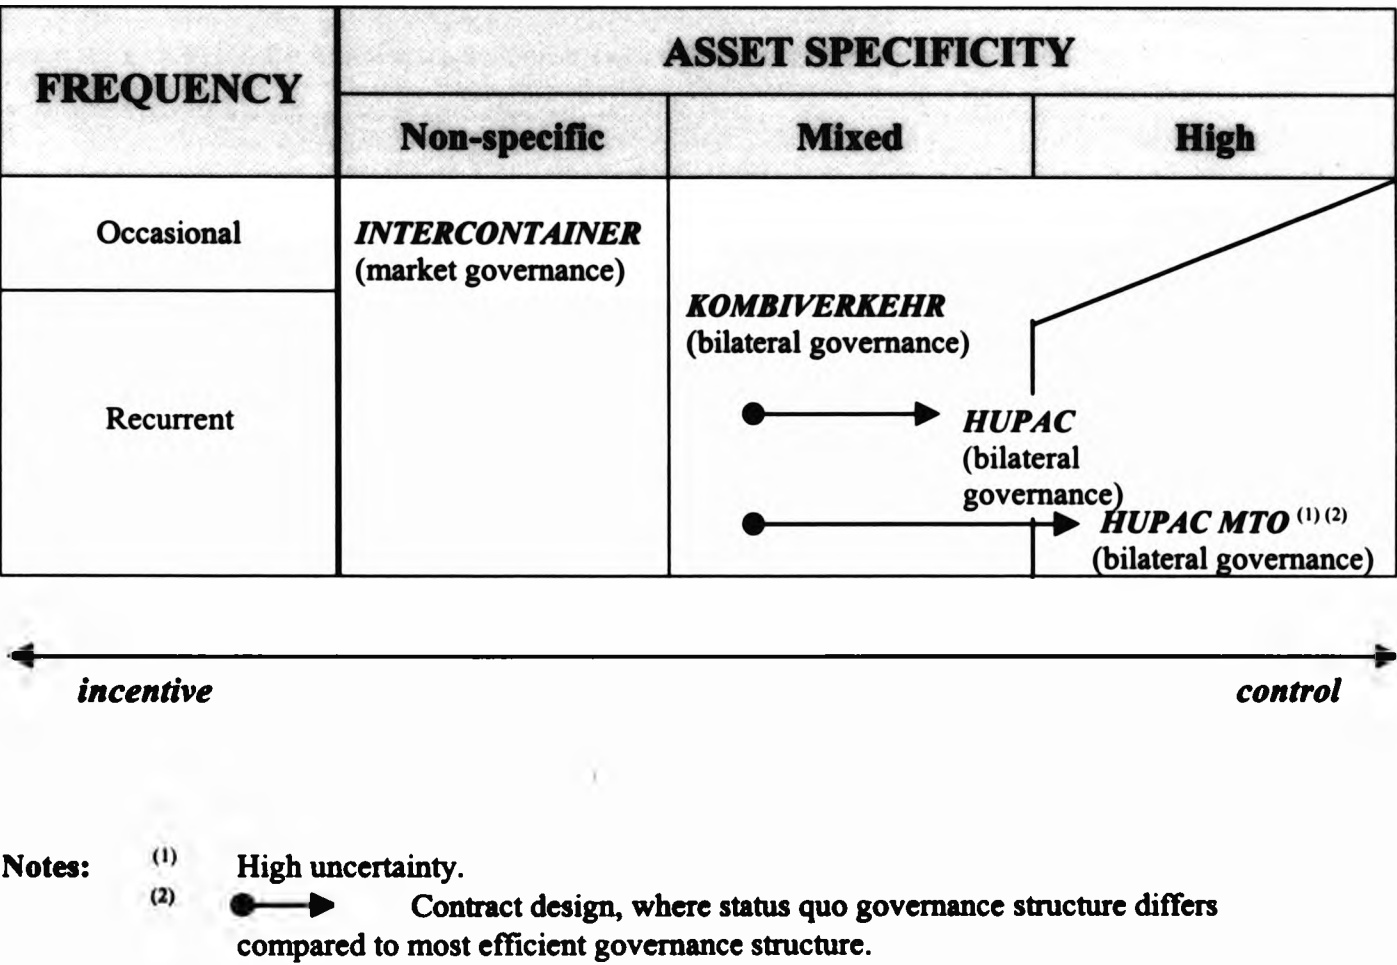 FREQUENCY
ASSET SPECIFICITY
Non-specific
Mixed
High
Occasional
INTERCONTAINER
(market governance)
KOMBIVERKEHR
(bilateral governance)
Recurrent
HUPAC
(bilateral
governance)
HUPAC MTO (1) (2)
(bilateral governance)
incentive
control
Notes: (1) High uncertainty.
(2) Contract design, where status quo governance structure differs
compared to most efficient governance structure.